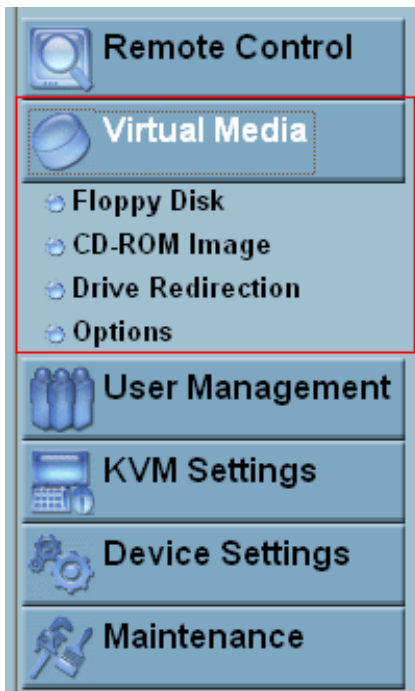 Remote Control
Virtual Media
Floppy Disk
CD-ROM Image
Drive Redirection
Options
User Management
KVM Settings
Device Settings
Maintenance